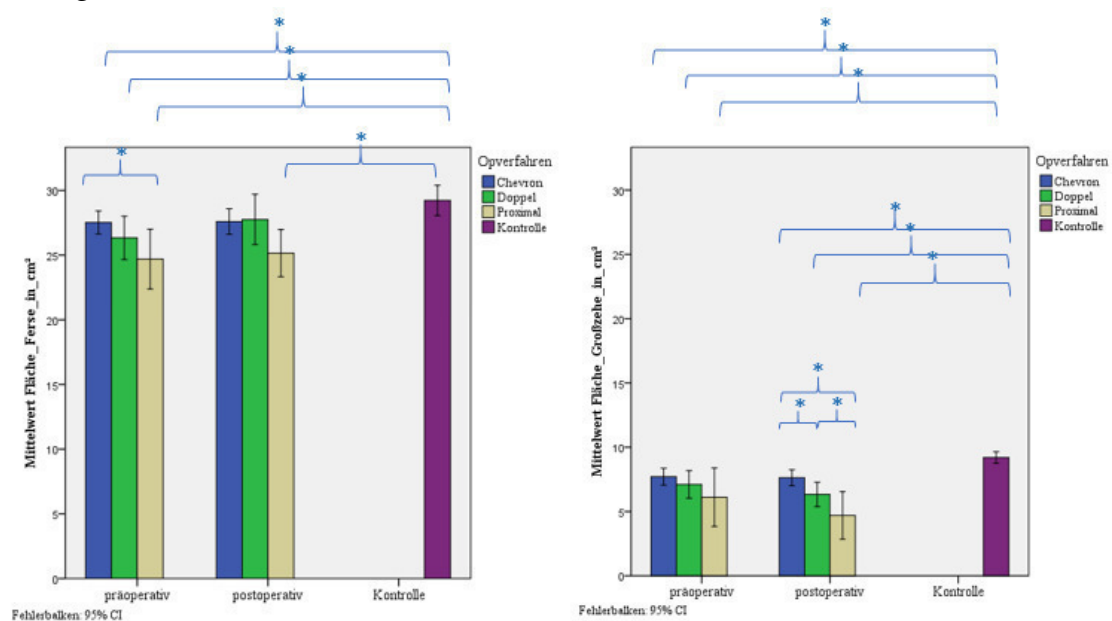 *
*
*
*
*
Mittelwert Fläche_Ferse_in_cm²
30
25
20
15
10
5
0
präoperativ
postoperativ
Kontrolle
Opverfahren
Chevron
Doppel
Proximal
Kontrolle
Fehlerbalken: 95% CI
*
*
*
*
*
*
*
*
*
Mittelwert Fläche_Großzehe_in_cm²
30
25
20
15
10
5
0
präoperativ
postoperativ
Kontrolle
Opverfahren
Chevron
Doppel
Proximal
Kontrolle
Fehlerbalken: 95% CI